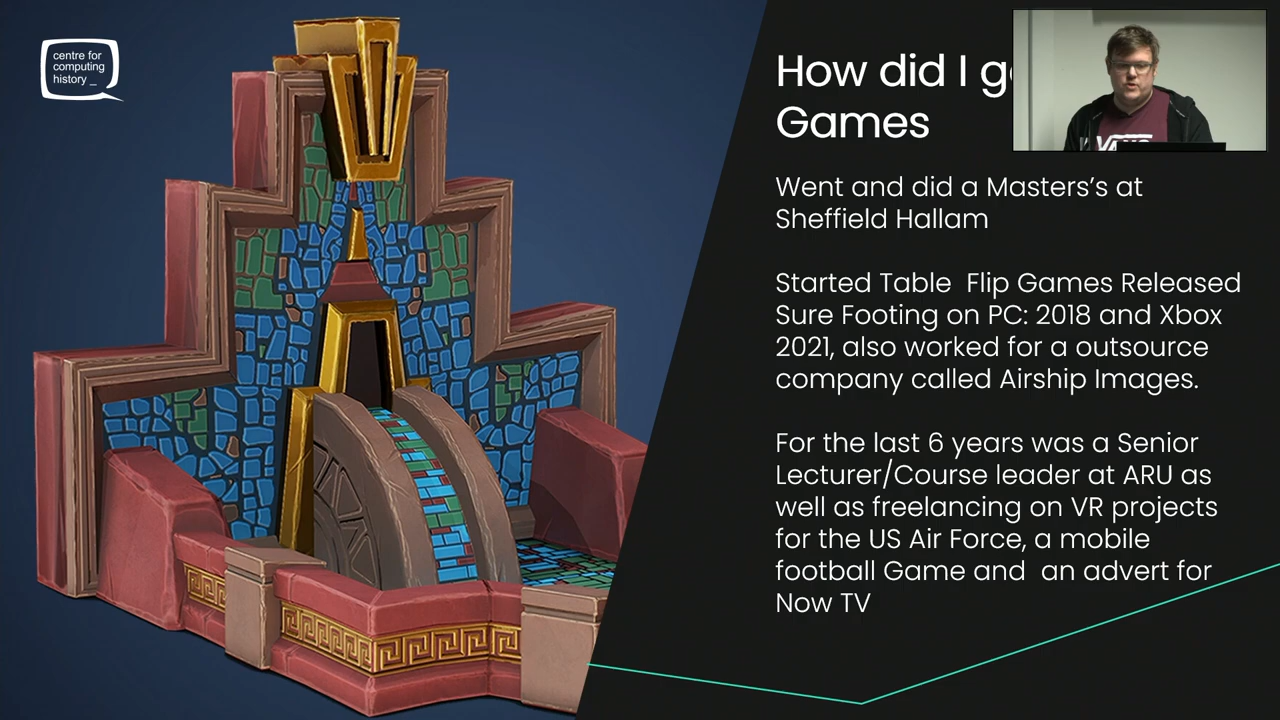 centre for
computing
history _
How did I g
Games
Went and did a Masters’s at
Sheffield Hallam
Started Table  Flip Games Released
Sure Footing on PC: 2018 and Xbox
2021, also worked for a outsource
company called Airship Images.
For the last 6 years was a Senior
Lecturer/Course leader at ARU as
well as freelancing on VR projects
for the US Air Force, a mobile
football Game and  an advert for
Now TV